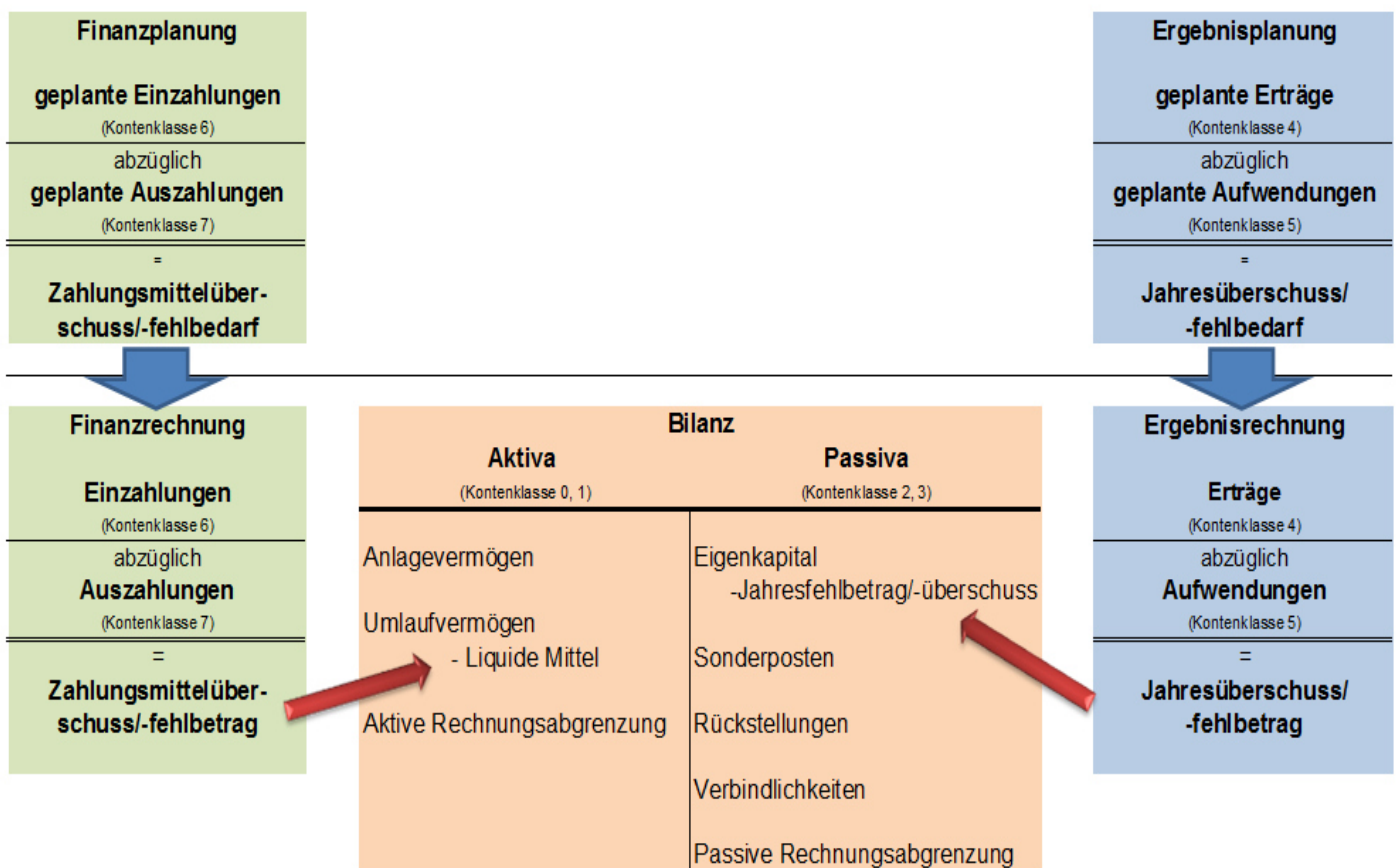 Finanzplanung
geplante Einzahlungen
(Kontenklasse 6)
abzüglich
geplante Auszahlungen
(Kontenklasse 7)
=
Zahlungsmittelüber-
schuss/-fehlbedarf
Ergebnisplanung
geplante Erträge
(Kontenklasse 4)
abzüglich
geplante Aufwendungen
(Kontenklasse 5)
=
Jahresüberschuss/
-fehlbedarf
Finanzrechnung
Einzahlungen
(Kontenklasse 6)
abzüglich
Auszahlungen
(Kontenklasse 7)
=
Zahlungsmittelüber-
schuss/-fehlbetrag
Bilanz
Aktiva
(Kontenklasse 0, 1)
Anlagevermögen
Umlaufvermögen
- Liquide Mittel
Aktive Rechnungsabgrenzung
Passiva
(Kontenklasse 2, 3)
Eigenkapital
-Jahresfehlbetrag/-überschuss
Sonderposten
Rückstellungen
Verbindlichkeiten
Passive Rechnungsabgrenzung
Ergebnisrechnung
Erträge
(Kontenklasse 4)
abzüglich
Aufwendungen
(Kontenklasse 5)
=
Jahresüberschuss/
-fehlbetrag